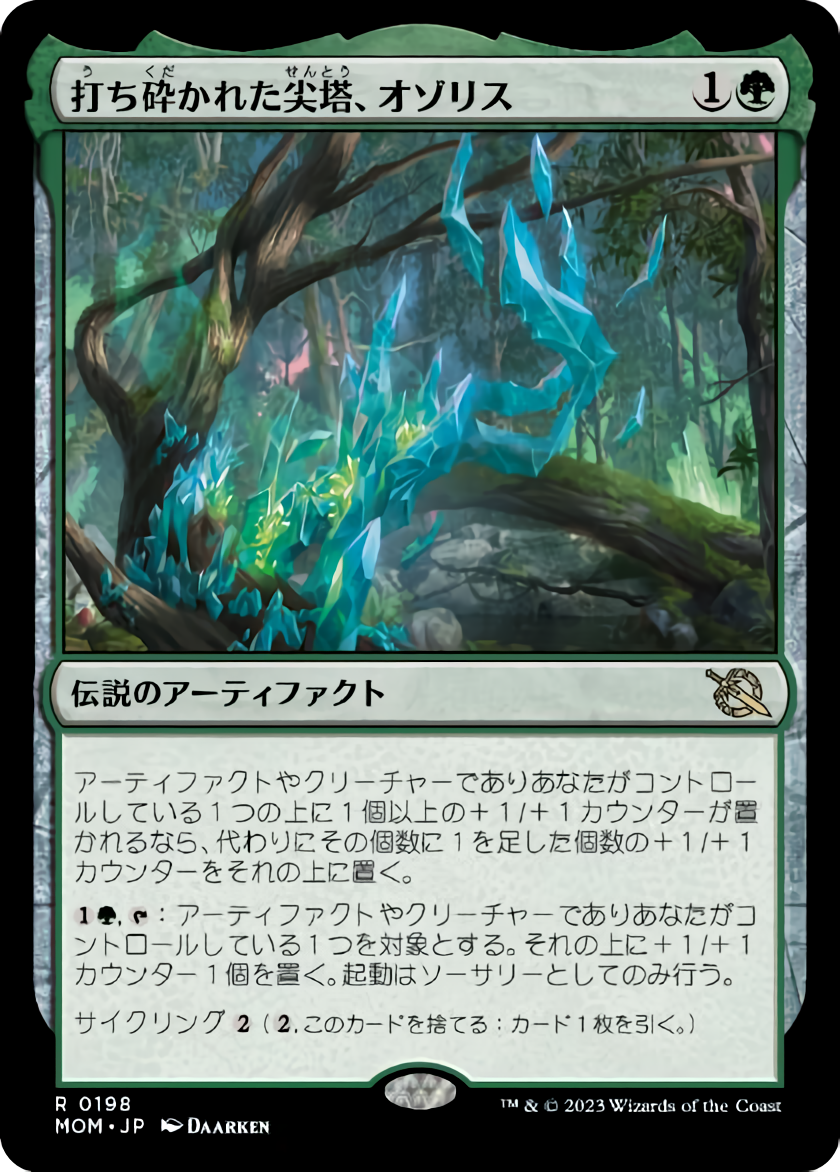 打ち砕かれた尖塔、オゾリス 1
伝説のアーティファクト
アーティファクトやクリーチャーでありあなたがコントロー
ルしている1つの上に1個以上の+1/+1カウンターが置
かれるなら、代わりにその個数に1を足した個数の+1/+1
カウンターをそれの上に置く。
1 , : アーティファクトやクリーチャーでありあなたがコ
ントロールしている1つを対象とする。それの上に+1/+1
カウンター1個を置く。起動はソーサリーとしてのみ行う。
サイクリング 2 ( 2 ,このカードを捨てる:カード1枚を引く。)
R 0198
MOM • JP DAARKEN
™ & © 2023 Wizards of the Coast